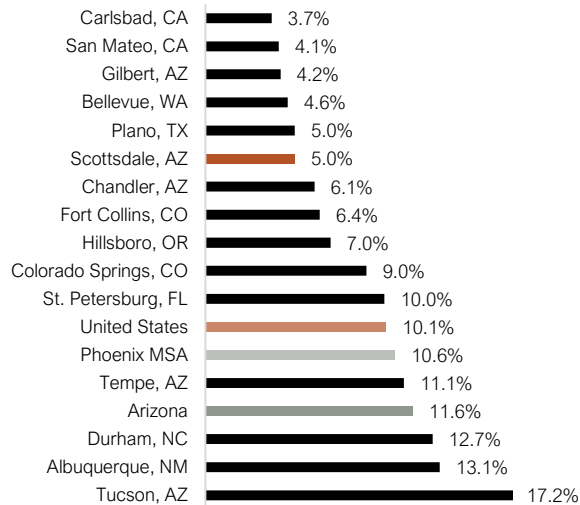 Carlsbad, CA 3.7%
San Mateo, CA 4.1%
Gilbert, AZ 4.2%
Bellevue, WA 4.6%
Plano, TX 5.0%
Scottsdale, AZ 5.0%
Chandler, AZ 6.1%
Fort Collins, CO 6.4%
Hillsboro, OR 7.0%
Colorado Springs, CO 9.0%
St. Petersburg, FL 10.0%
United States 10.1%
Phoenix MSA 10.6%
Tempe, AZ 11.1%
Arizona 11.6%
Durham, NC 12.7%
Albuquerque, NM 13.1%
Tucson, AZ 17.2%